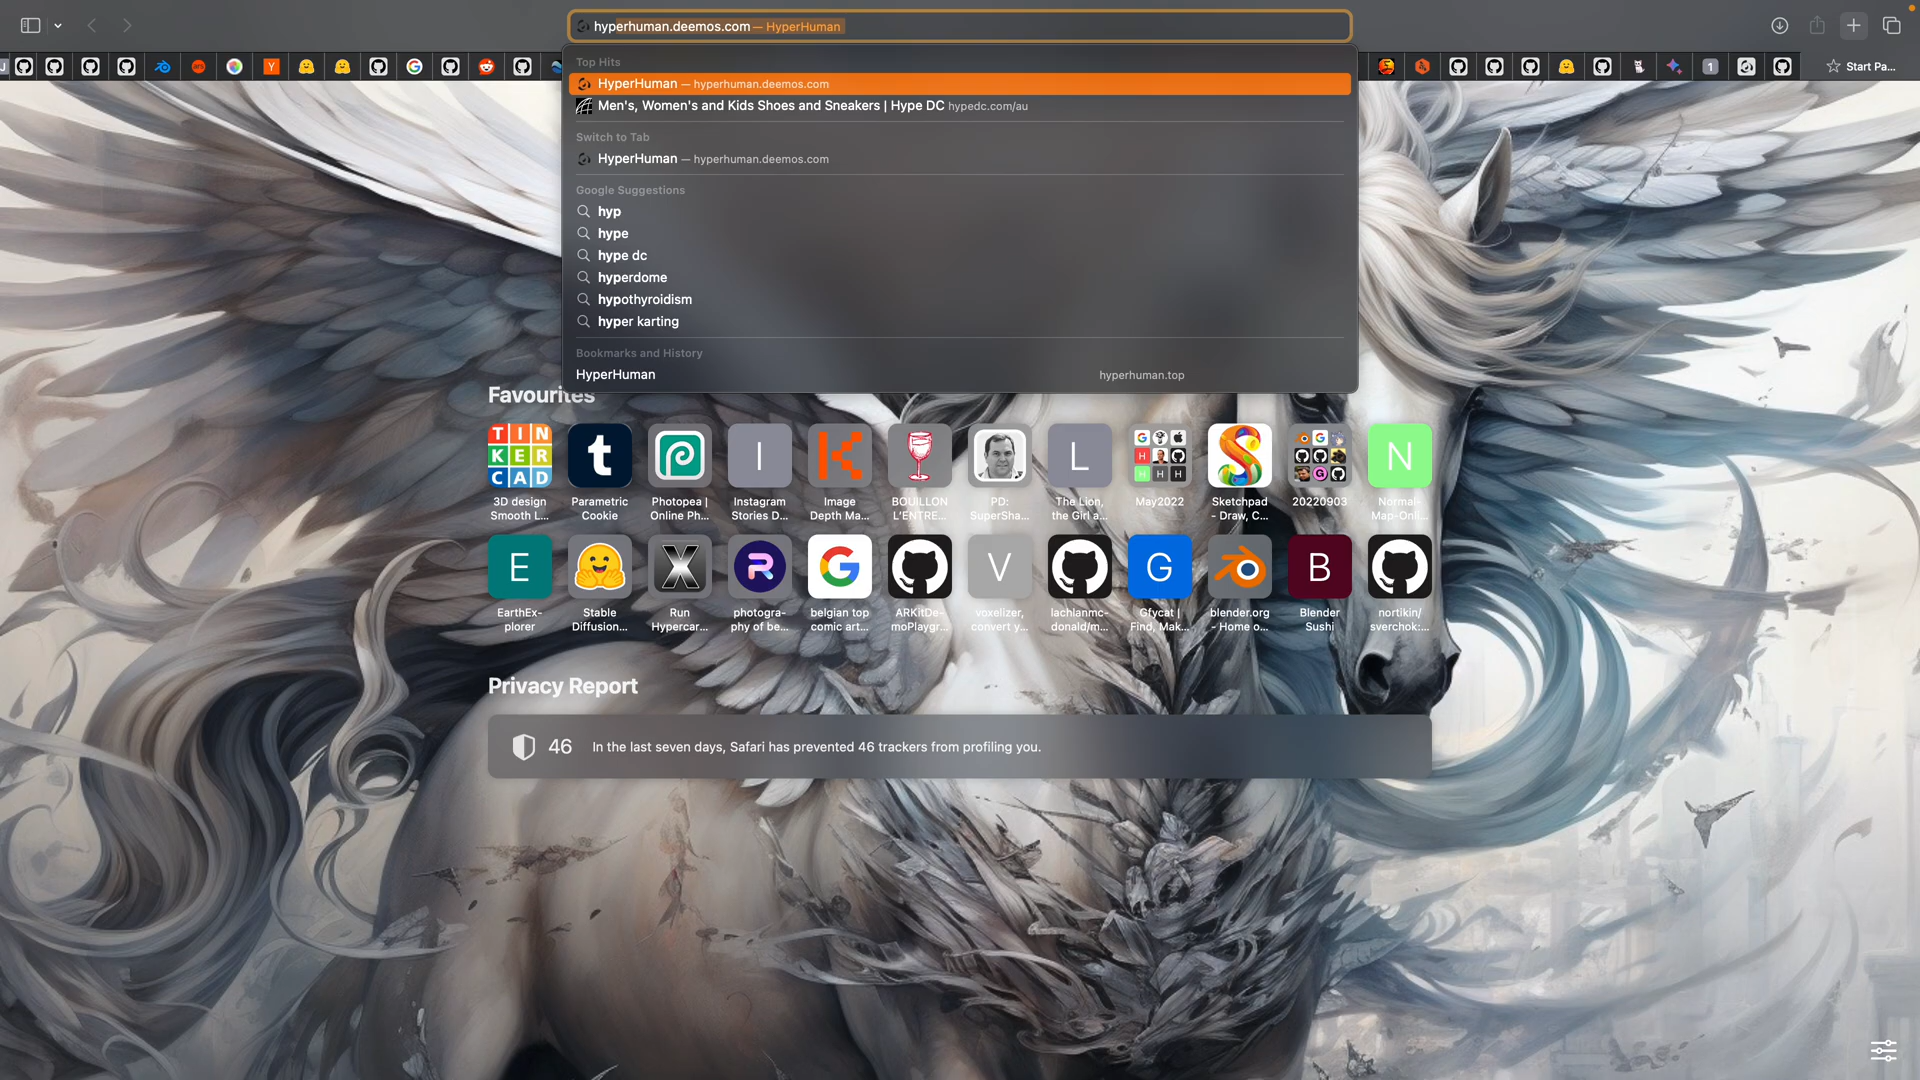 hyperhuman.deemos.com — HyperHuman
1
Start Pa...
Top Hits
HyperHuman — hyperhuman.deemos.com
Men's, Women's and Kids Shoes and Sneakers | Hype DC hypedc.com/au
Switch to Tab
HyperHuman — hyperhuman.deemos.com
Google Suggestions
hyp
hype
hype dc
hyperdome
hypothyroidism
hyper karting
Bookmarks and History
HyperHuman hyperhuman.top
Favourites
TIN
KER
CAD
t
I
L
N
3D design
Smooth L...
Parametric
Cookie
Photopea |
Online Ph...
Instagram
Stories D...
Image
Depth Ma...
BOUILLON
L'ENTRE...
PD:
SuperSha...
The Lion,
the Girl a...
May2022
Sketchpad
- Draw, C...
20220903
Normal-
Map-Onli...
E
R
G
V
G
B
EarthEx-
plorer
Stable
Diffusion...
Run
Hypercar...
photogra-
phy of be...
belgian top
comic art...
ARKitDe-
moPlaygr...
voxelizer,
convert y...
lachlanmc-
donald/m...
Gfycat |
Find, Mak...
blender.org
- Home o...
Blender
Sushi
nortikin/
sverchok:...
Privacy Report
46 In the last seven days, Safari has prevented 46 trackers from profiling you.